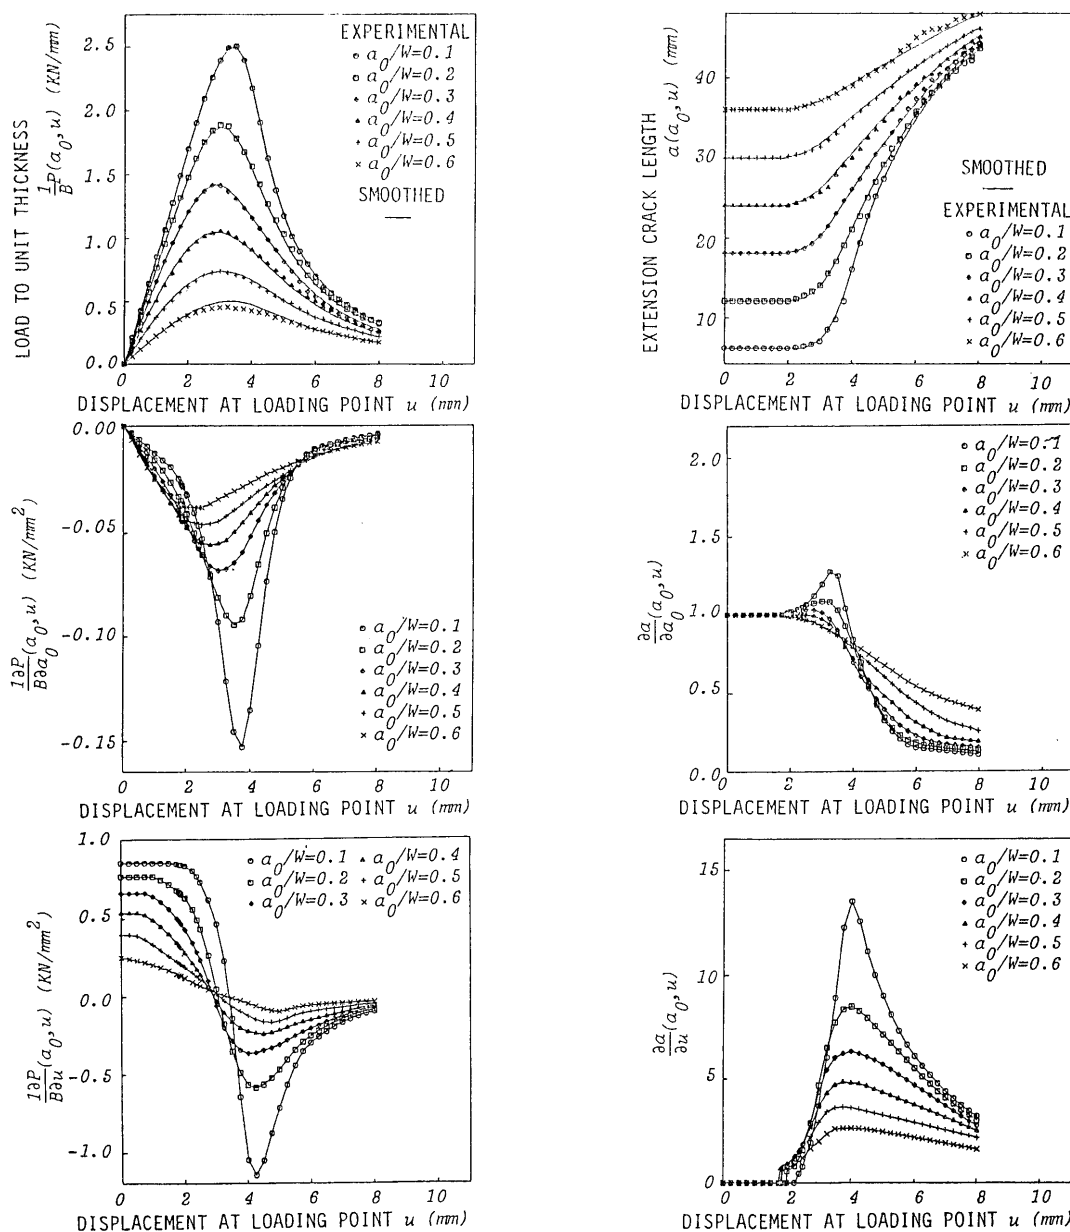 LOAD TO UNIT THICKNESS
1/B P(a0,u) (KN/mm)
2.5
2.0
1.5
1.0
0.5
0.0
EXPERIMENTAL
a0/W=0.1
a0/W=0.2
a0/W=0.3
a0/W=0.4
a0/W=0.5
a0/W=0.6
SMOOTHED
0 2 4 6 8 10
DISPLACEMENT AT LOADING POINT u (mm)
EXTENSION CRACK LENGTH
a(a0,u) (mm)
40
30
20
10
SMOOTHED
EXPERIMENTAL
a0/W=0.1
a0/W=0.2
a0/W=0.3
a0/W=0.4
a0/W=0.5
a0/W=0.6
0 2 4 6 8 10
DISPLACEMENT AT LOADING POINT u (mm)
1∂P/B∂a0 (a0,u) (KN/mm2)
0.00
-0.05
-0.10
-0.15
a0/W=0.1
a0/W=0.2
a0/W=0.3
a0/W=0.4
a0/W=0.5
a0/W=0.6
0 2 4 6 8 10
DISPLACEMENT AT LOADING POINT u (mm)
∂a/∂a0 (a0,u)
2.0
1.0
0.5
0.0
a0/W=0.1
a0/W=0.2
a0/W=0.3
a0/W=0.4
a0/W=0.5
a0/W=0.6
0 2 4 6 8 10
DISPLACEMENT AT LOADING POINT u (mm)
1∂P/B∂u (a0,u) (KN/mm2)
1.0
0.5
0.0
-0.5
-1.0
a0/W=0.1 a0/W=0.4
a0/W=0.2 a0/W=0.5
a0/W=0.3 a0/W=0.6
0 2 4 6 8 10
DISPLACEMENT AT LOADING POINT u (mm)
∂a/∂u (a0,u)
15
10
5
0
a0/W=0.1
a0/W=0.2
a0/W=0.3
a0/W=0.4
a0/W=0.5
a0/W=0.6
0 2 4 6 8 10
DISPLACEMENT AT LOADING POINT u (mm)